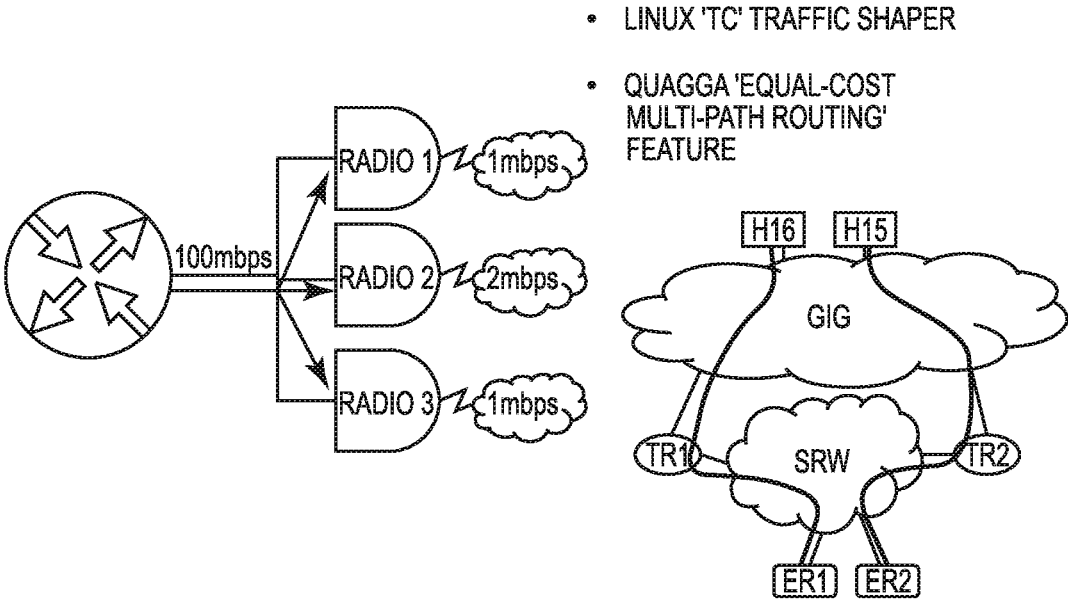 • LINUX 'TC' TRAFFIC SHAPER
• QUAGGA 'EQUAL-COST
MULTI-PATH ROUTING'
FEATURE
100mbps
RADIO 1
1mbps
RADIO 2
2mbps
RADIO 3
1mbps
H16
H15
GIG
TR1
SRW
TR2
ER1
ER2